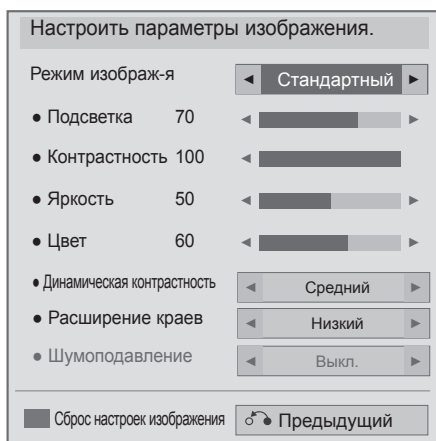 Настроить параметры изображения.
Режим изображ-я ◄ Стандартный ►
● Подсветка 70
● Контрастность 100
● Яркость 50
● Цвет 60
● Динамическая контрастность ◄ Средний ►
● Расширение краев ◄ Низкий ►
● Шумоподавление ◄ Выкл. ►
Сброс настроек изображения Предыдущий